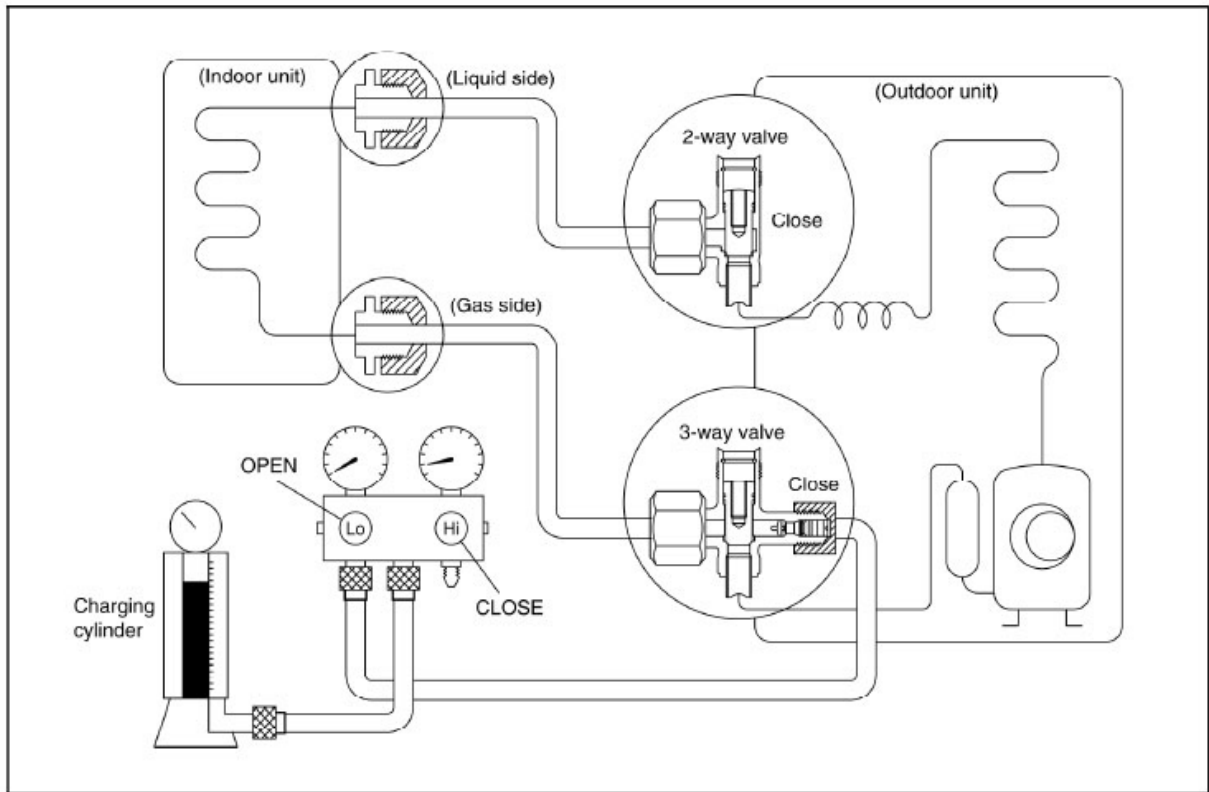 (Indoor unit)
(Liquid side)
(Outdoor unit)
2-way valve
Close
(Gas side)
3-way valve
Close
OPEN
Lo
Hi
CLOSE
Charging
cylinder